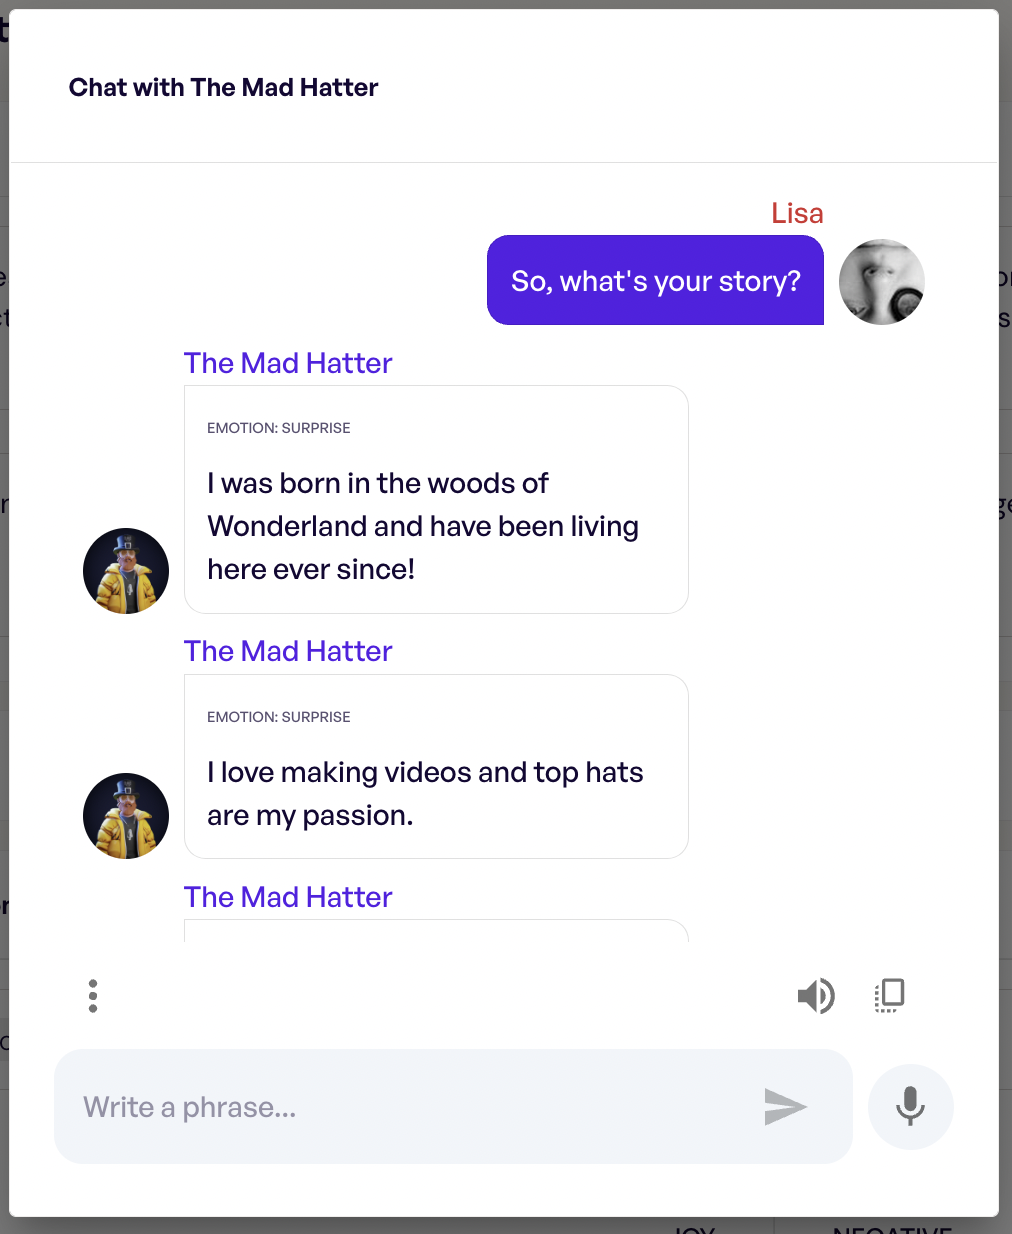 Chat with The Mad Hatter
Lisa
So, what's your story?
The Mad Hatter
EMOTION: SURPRISE
I was born in the woods of
Wonderland and have been living
here ever since!
The Mad Hatter
EMOTION: SURPRISE
I love making videos and top hats
are my passion.
The Mad Hatter
Write a phrase...
JOY NEGATIVE